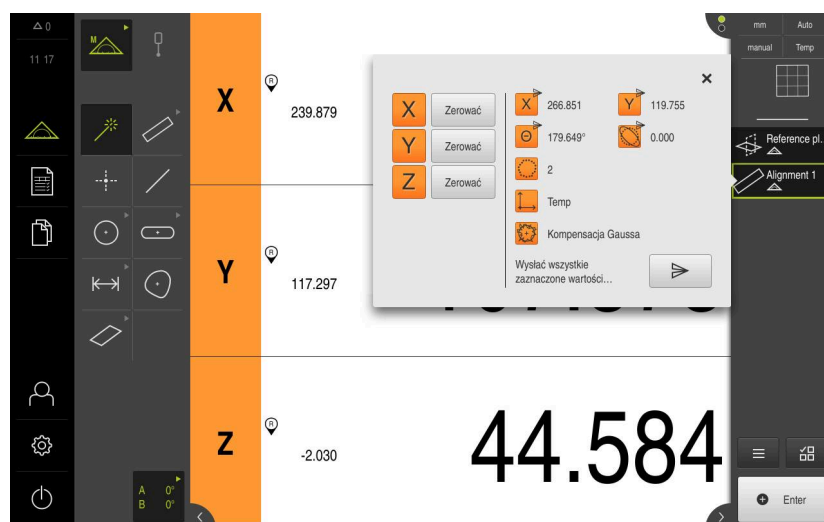 0
11 17
M
A 0°
B 0°
X
R
239.879
Y
R
117.297
Z
R
-2.030
44.584
X Zerować
Y Zerować
Z Zerować
X 266.851 Y 119.755
Θ 179.649° 0.000
2
Temp
Kompensacja Gaussa
Wysłać wszystkie
zaznaczone wartości...
mm Auto
manual Temp
Reference pl.
Alignment 1
Enter